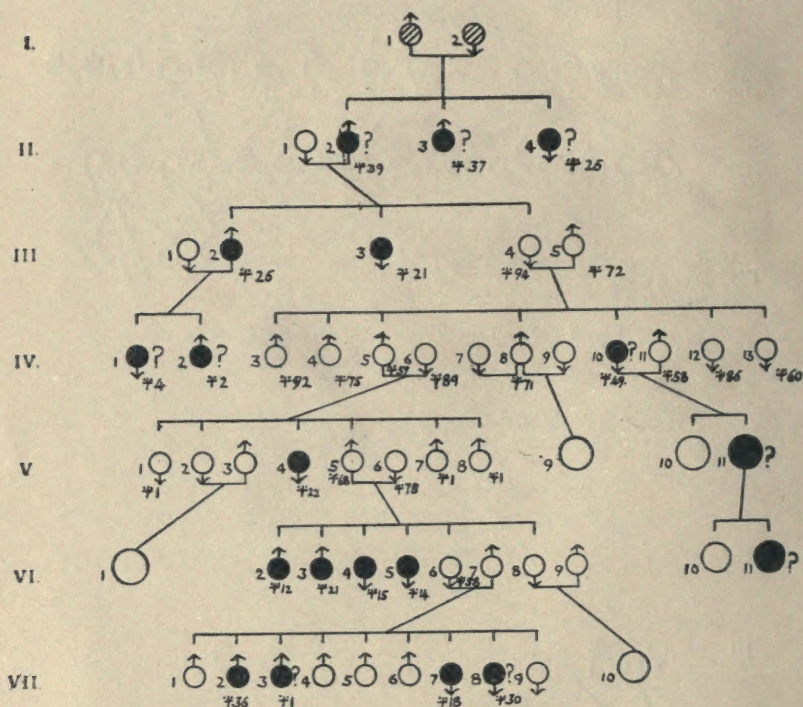 I.
1 2
II.
1 2 ? 3 ? 4 ?
39 37 26
III
1 2 3 4 5
26 21 94 72
IV.
1 ? 2 ? 3 4 5 6 7 8 9 10 ? 11 12 13
4 2 92 75 57 89 71 49 58 86 60
V
1 2 3 4 5 6 7 8 9 10 11 ?
1 22 68 78 1 1
VI.
1 2 3 4 5 6 7 8 9 10 11 ?
12 21 15 14
VII.
1 2 3 ? 4 5 6 7 8 ? 9 10
36 1 18 30